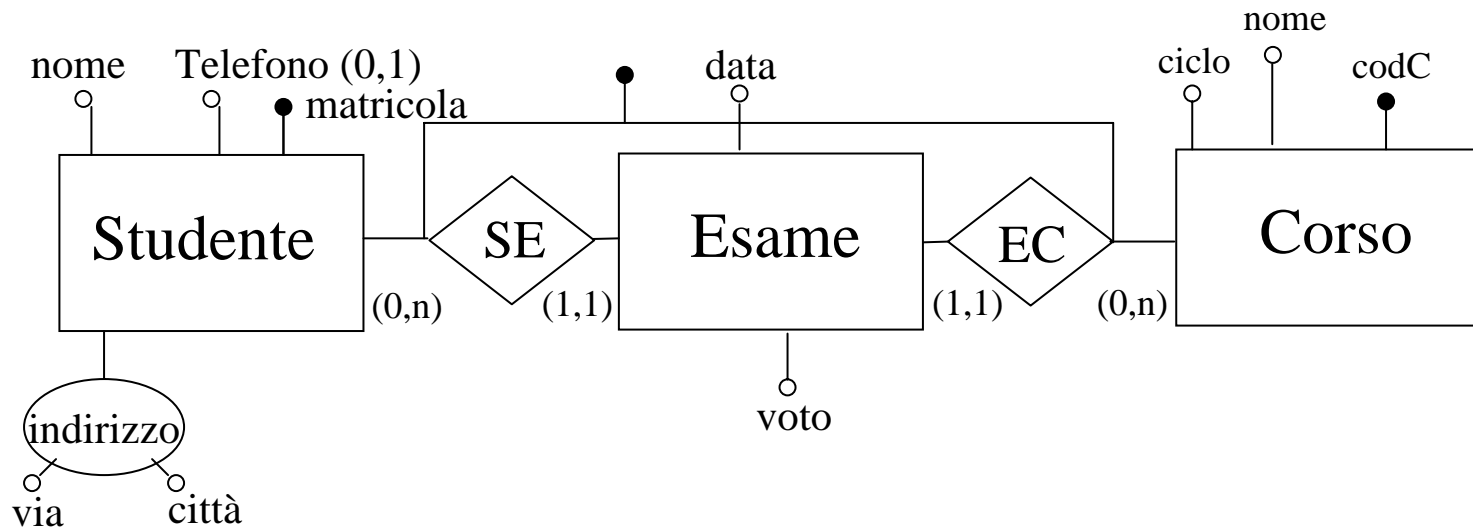 nome
Telefono (0,1)
matricola
data
nome
ciclo
codC
Studente
SE
Esame
EC
Corso
(0,n)
(1,1)
(1,1)
(0,n)
indirizzo
voto
via
città